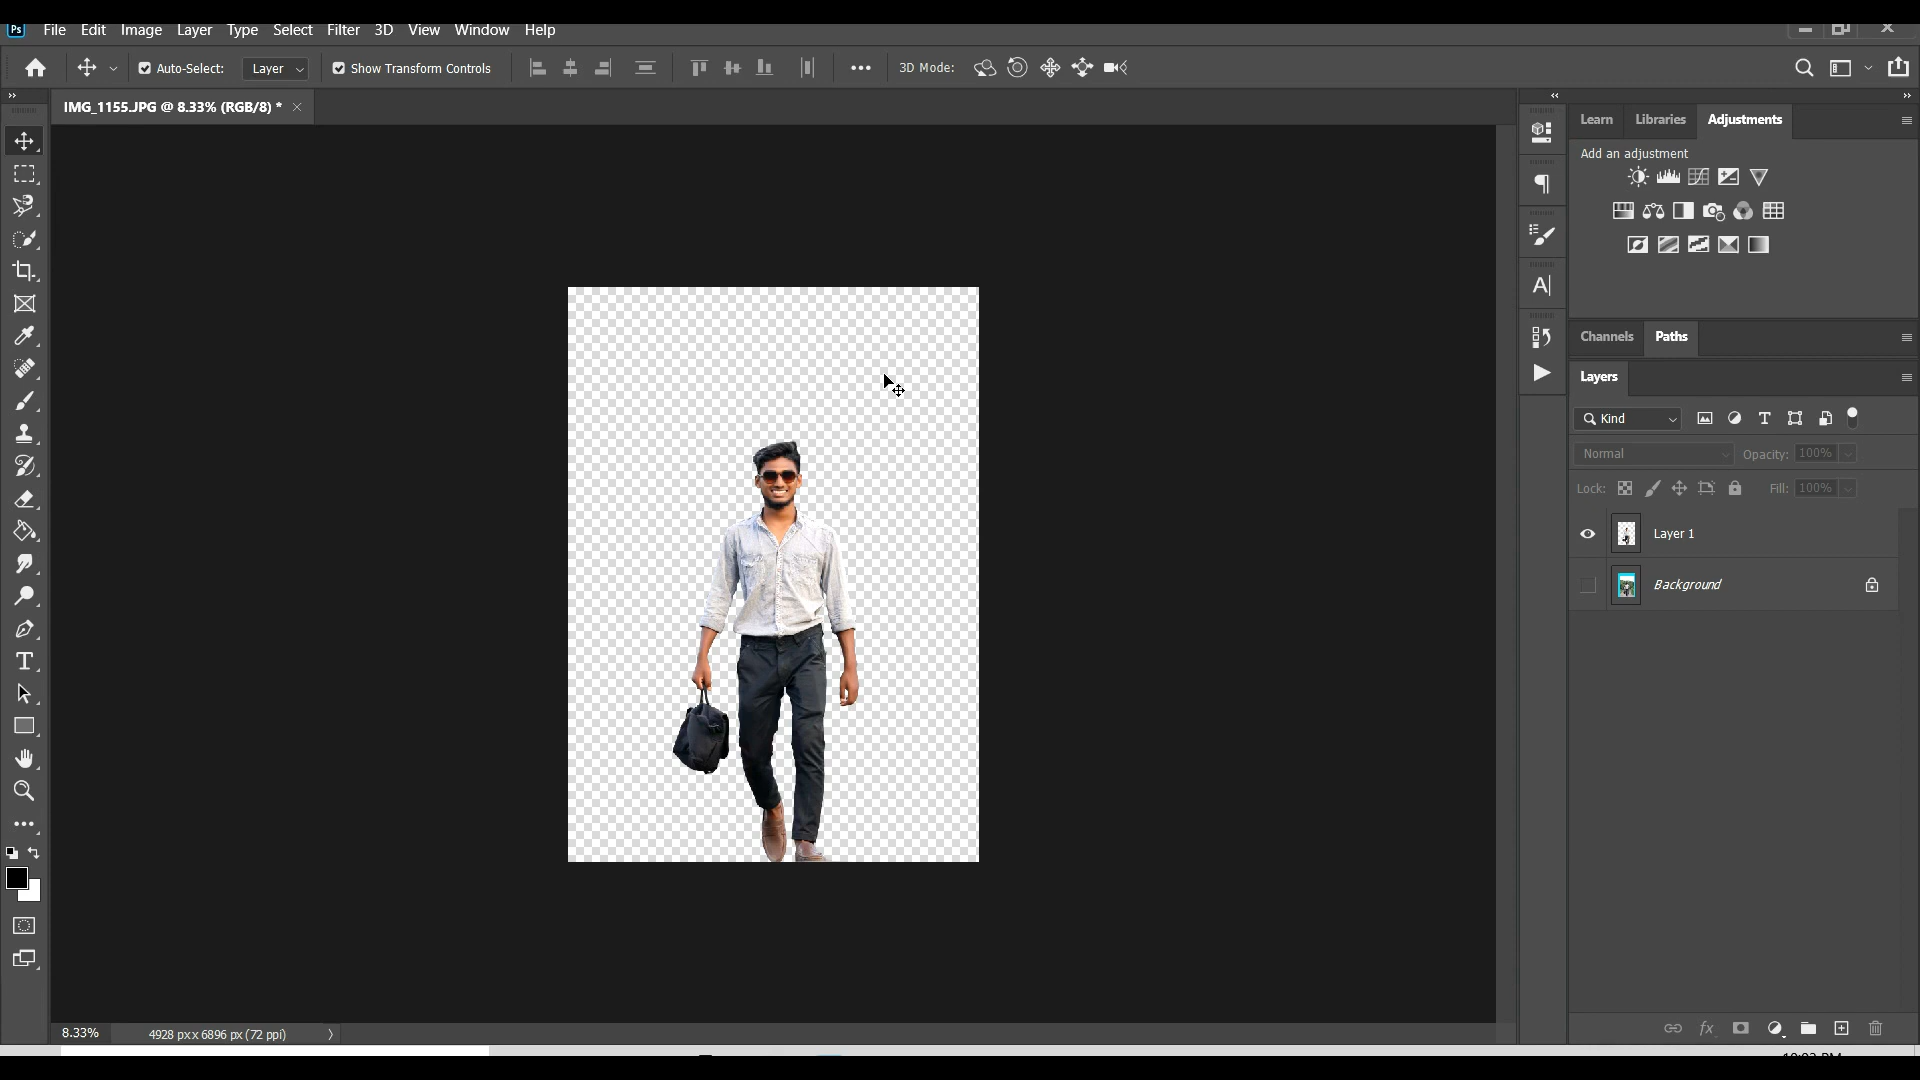 Ps File Edit Image Layer Type Select Filter 3D View Window Help
Auto-Select: Layer Show Transform Controls 3D Mode:
IMG_1155.JPG @ 8.33% (RGB/8) *
Learn Libraries Adjustments
Add an adjustment
Channels Paths
Layers
Kind
Normal Opacity: 100%
Lock: Fill: 100%
Layer 1
Background
8.33% 4928 px x 6896 px (72 ppi)